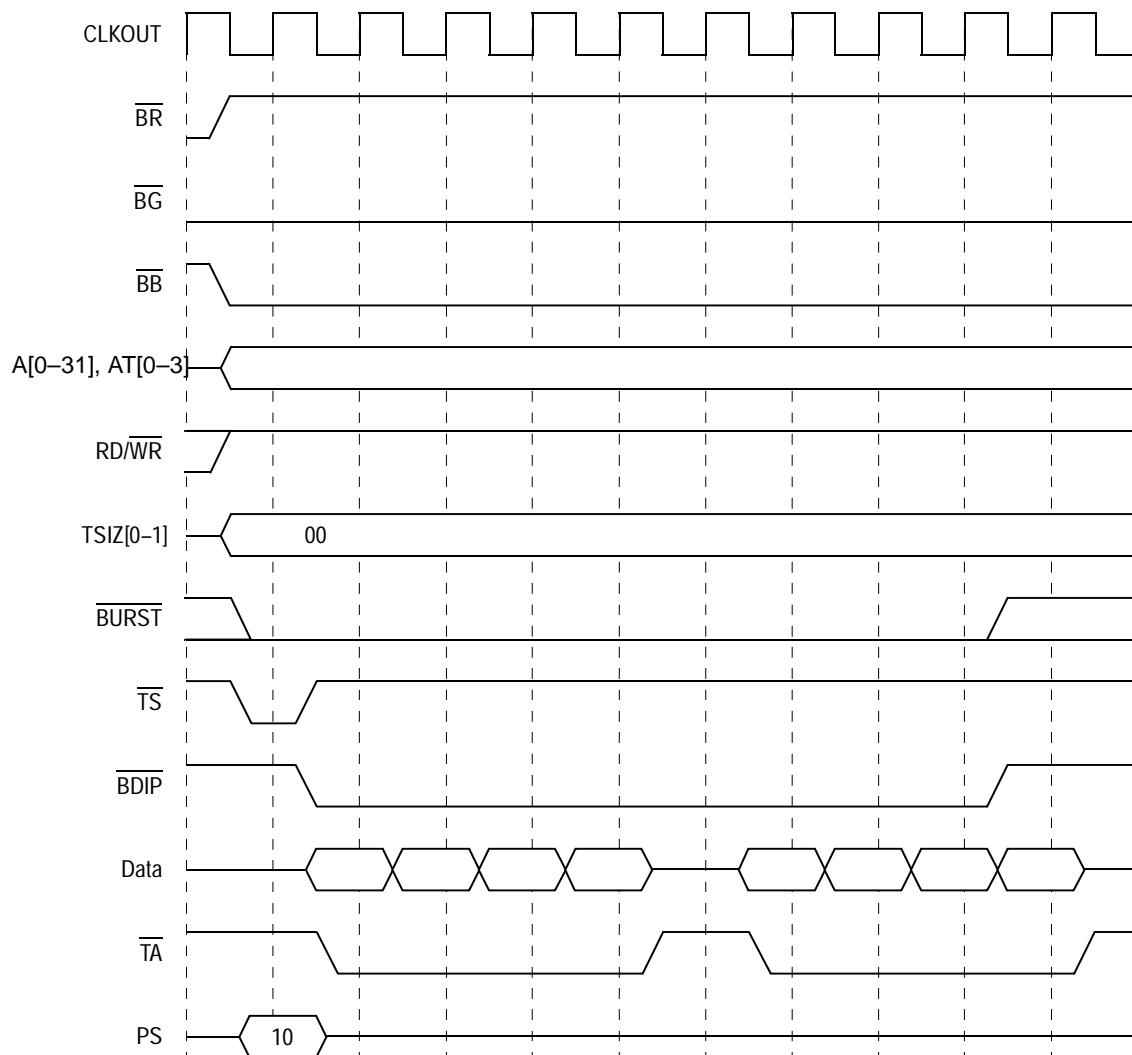 CLKOUT
BR
BG
BB
A[0–31], AT[0–3]
RD/WR
TSIZ[0–1] 00
BURST
TS
BDIP
Data
TA
PS 10